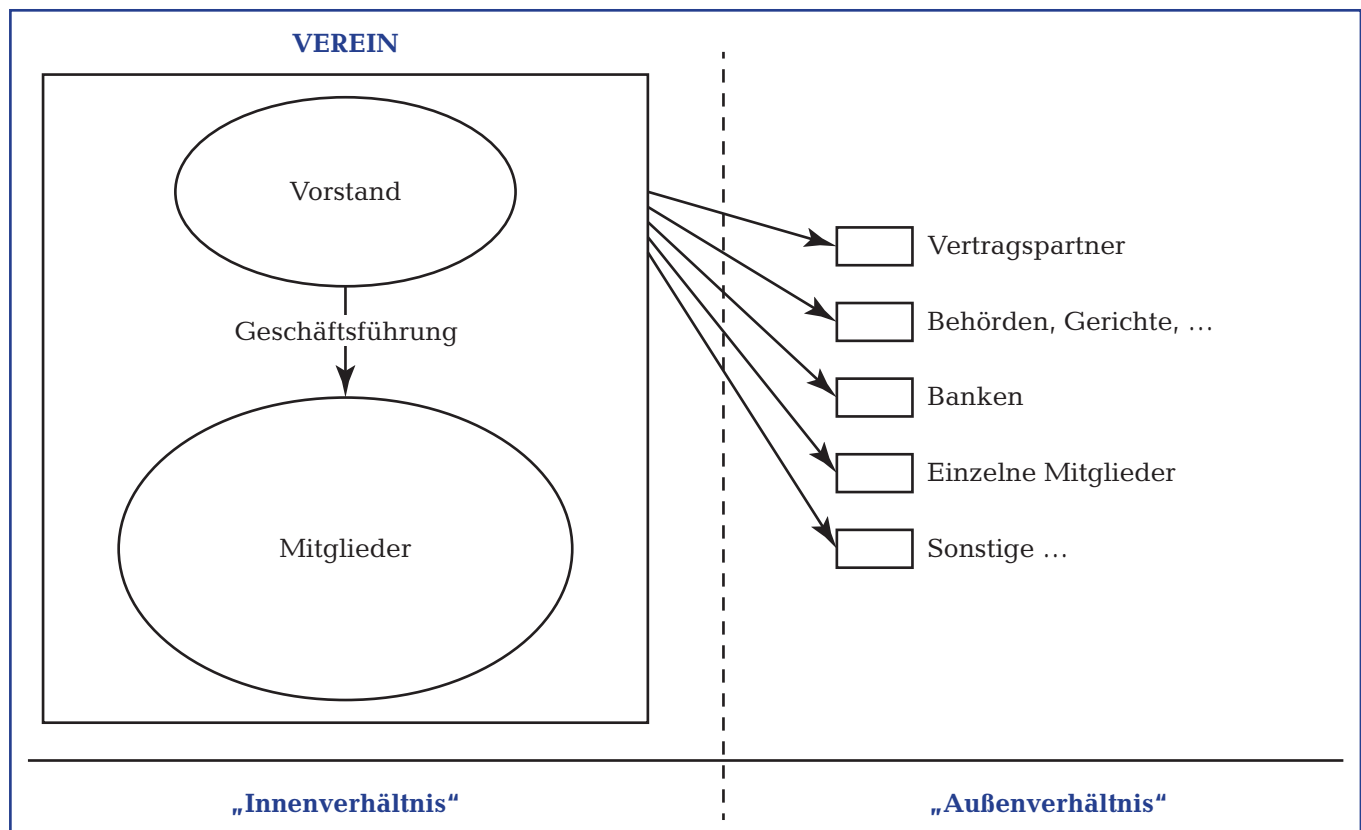 VEREIN
Vorstand
Geschäftsführung
Mitglieder
Vertragspartner
Behörden, Gerichte, …
Banken
Einzelne Mitglieder
Sonstige …
„Innenverhältnis“
„Außenverhältnis“